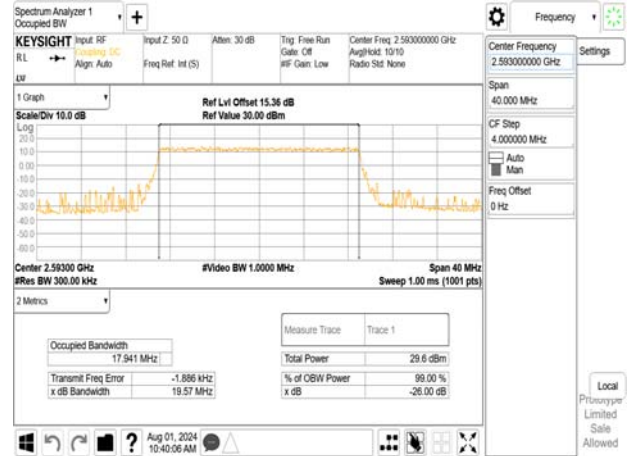 Spectrum Analyzer 1
Occupied BW
+
Frequency
KEYSIGHT
Input: RF
Coupling: DC
Align: Auto
RL
Input Z: 50 Ω
Freq Ref: Int (S)
Atten: 30 dB
Trig: Free Run
Gate: Off
#IF Gain: Low
Center Freq: 2.593000000 GHz
Avg|Hold: 10/10
Radio Std: None
Center Frequency
2.593000000 GHz
Settings
Span
40.000 MHz
CF Step
4.000000 MHz
Auto
Man
Freq Offset
0 Hz
1 Graph
Scale/Div 10.0 dB
Ref Lvl Offset 15.36 dB
Ref Value 30.00 dBm
Log
20.0
10.0
0.00
-10.0
-20.0
-30.0
-40.0
-50.0
-60.0
Center 2.59300 GHz
#Res BW 300.00 kHz
#Video BW 1.0000 MHz
Span 40 MHz
Sweep 1.00 ms (1001 pts)
2 Metrics
Measure Trace
Trace 1
Occupied Bandwidth
17.941 MHz
Total Power
29.6 dBm
Transmit Freq Error
-1.886 kHz
% of OBW Power
99.00 %
x dB Bandwidth
19.57 MHz
x dB
-26.00 dB
Local
Prototype
Limited
Sale
Allowed
?
Aug 01, 2024
10:40:06 AM